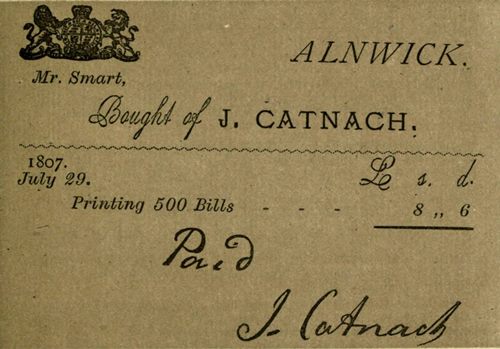 ALNWICK.
Mr. Smart,
Bought of J. CATNACH.
1807. £ s. d.
July 29.
Printing 500 Bills - - - 8 „ 6
Paid
J. Catnach